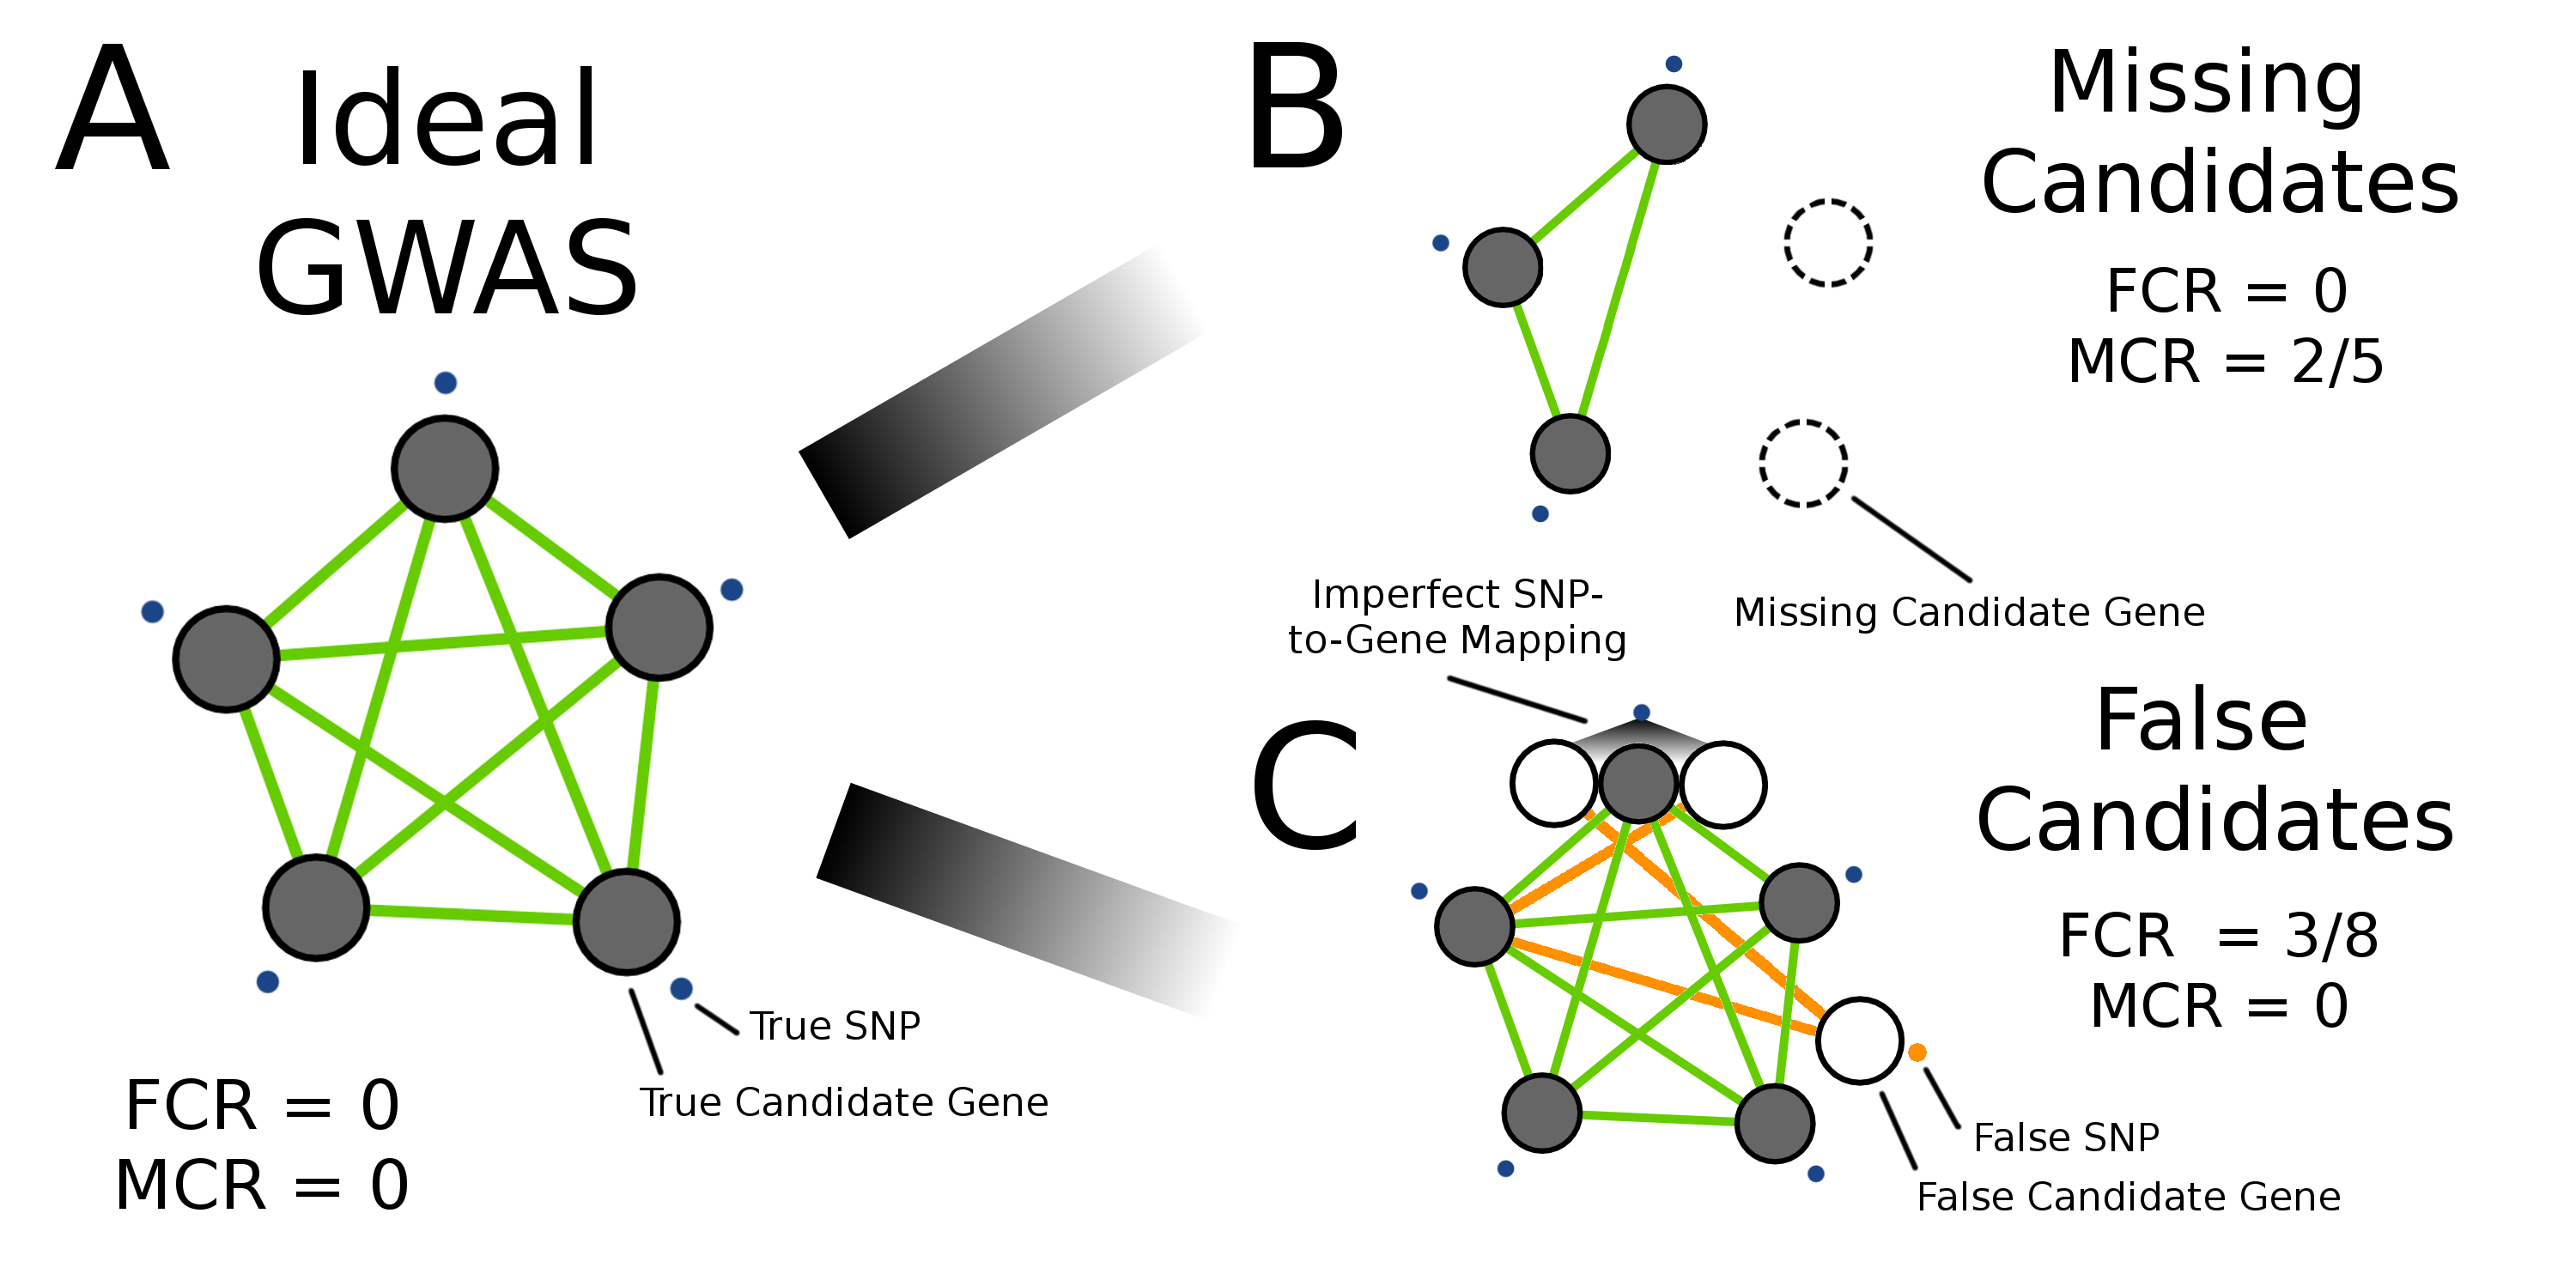 A
Ideal
GWAS
True SNP
True Candidate Gene
FCR = 0
MCR = 0
B
Missing
Candidates
FCR = 0
MCR = 2/5
Missing Candidate Gene
Imperfect SNP-
to-Gene Mapping
C
False
Candidates
FCR = 3/8
MCR = 0
False SNP
False Candidate Gene